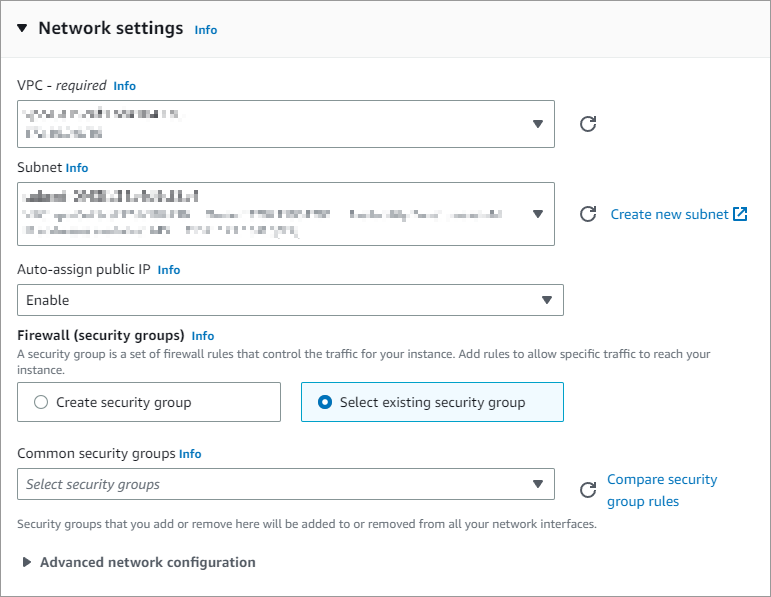 Network settings Info
VPC - required Info
Subnet Info
Create new subnet
Auto-assign public IP Info
Enable
Firewall (security groups) Info
A security group is a set of firewall rules that control the traffic for your instance. Add rules to allow specific traffic to reach your
instance.
Create security group
Select existing security group
Common security groups Info
Select security groups
Compare security
group rules
Security groups that you add or remove here will be added to or removed from all your network interfaces.
Advanced network configuration